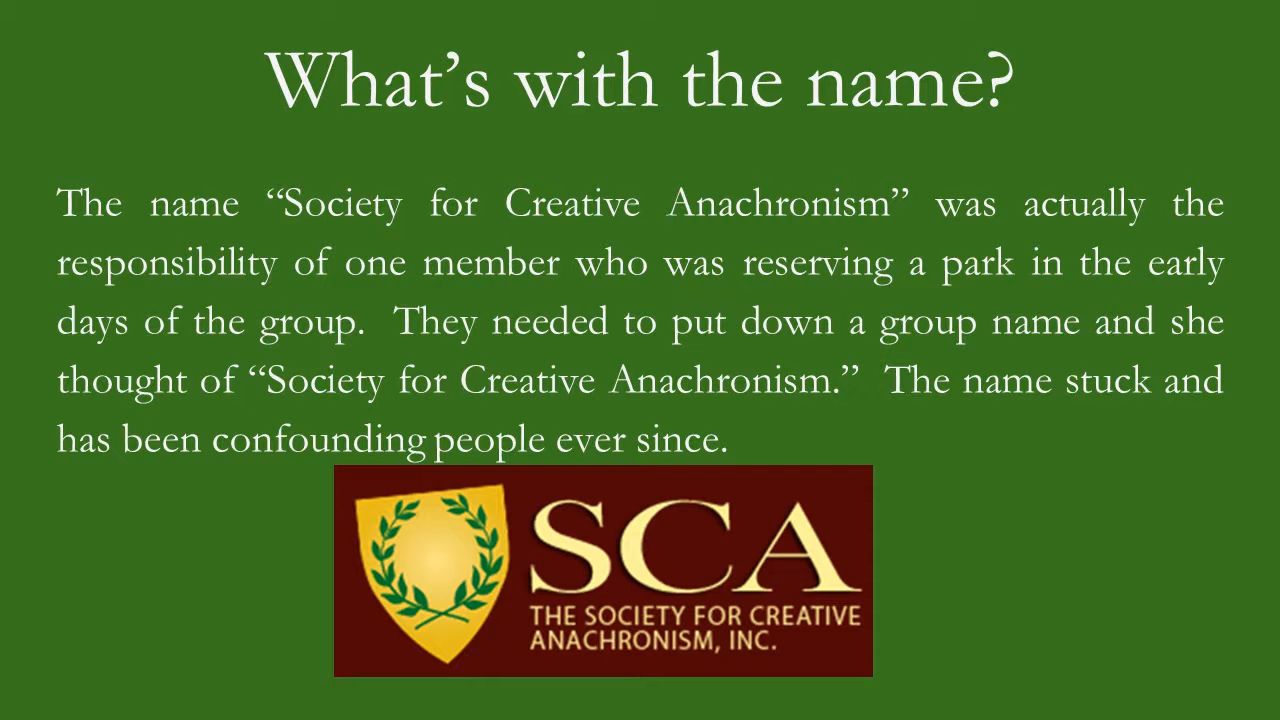 What’s with the name?
The name “Society for Creative Anachronism” was actually the
responsibility of one member who was reserving a park in the early
days of the group.  They needed to put down a group name and she
thought of “Society for Creative Anachronism.”  The name stuck and
has been confounding people ever since.
SCA
THE SOCIETY FOR CREATIVE
ANACHRONISM, INC.